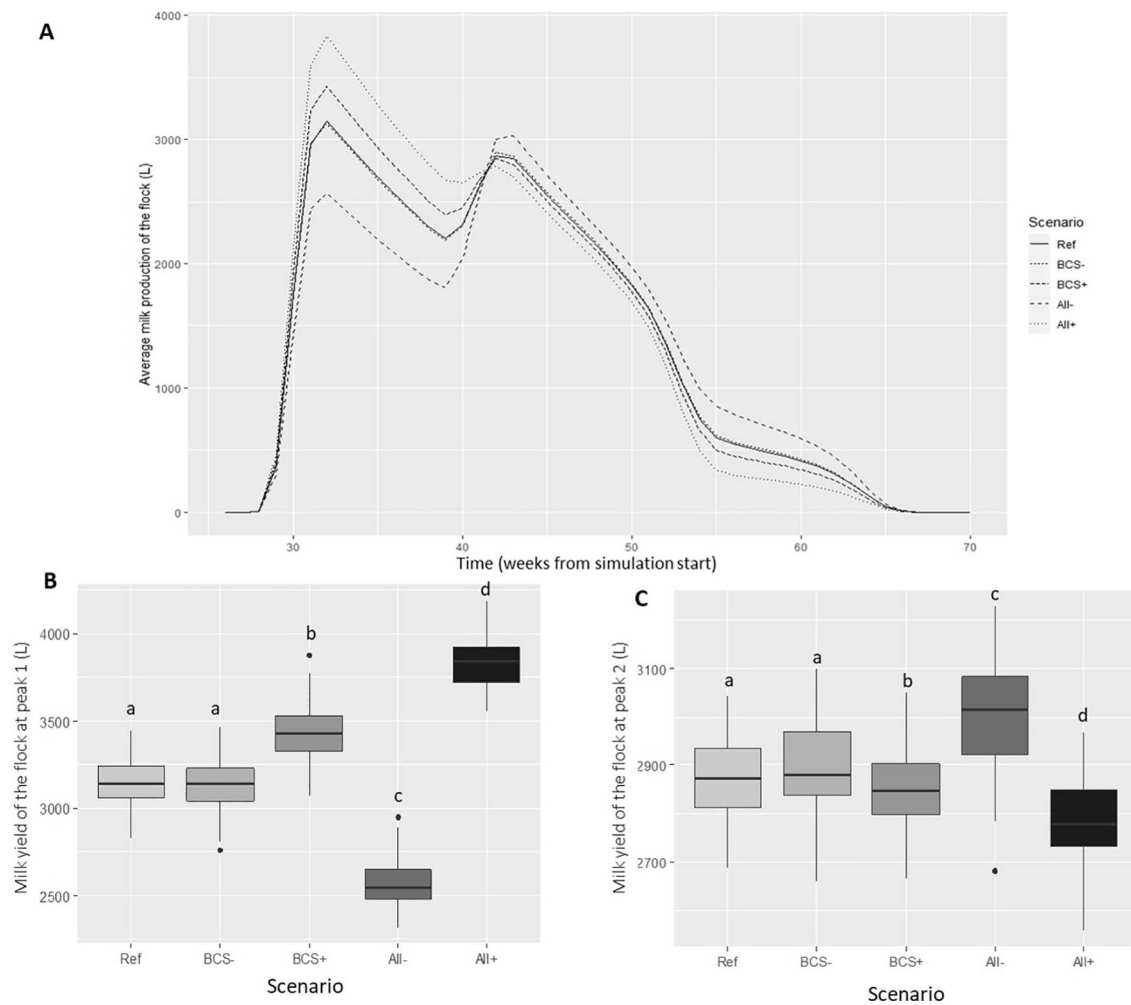 A
Average milk production of the flock (L)
4000
3000
2000
1000
0
30
40
50
60
70
Time (weeks from simulation start)
Scenario
Ref
BCS-
BCS+
All-
All+
B
Milk yield of the flock at peak 1 (L)
4000
3500
3000
2500
a
a
b
c
d
Ref
BCS-
BCS+
All-
All+
Scenario
C
Milk yield of the flock at peak 2 (L)
3100
2900
2700
a
a
b
c
d
Ref
BCS-
BCS+
All-
All+
Scenario